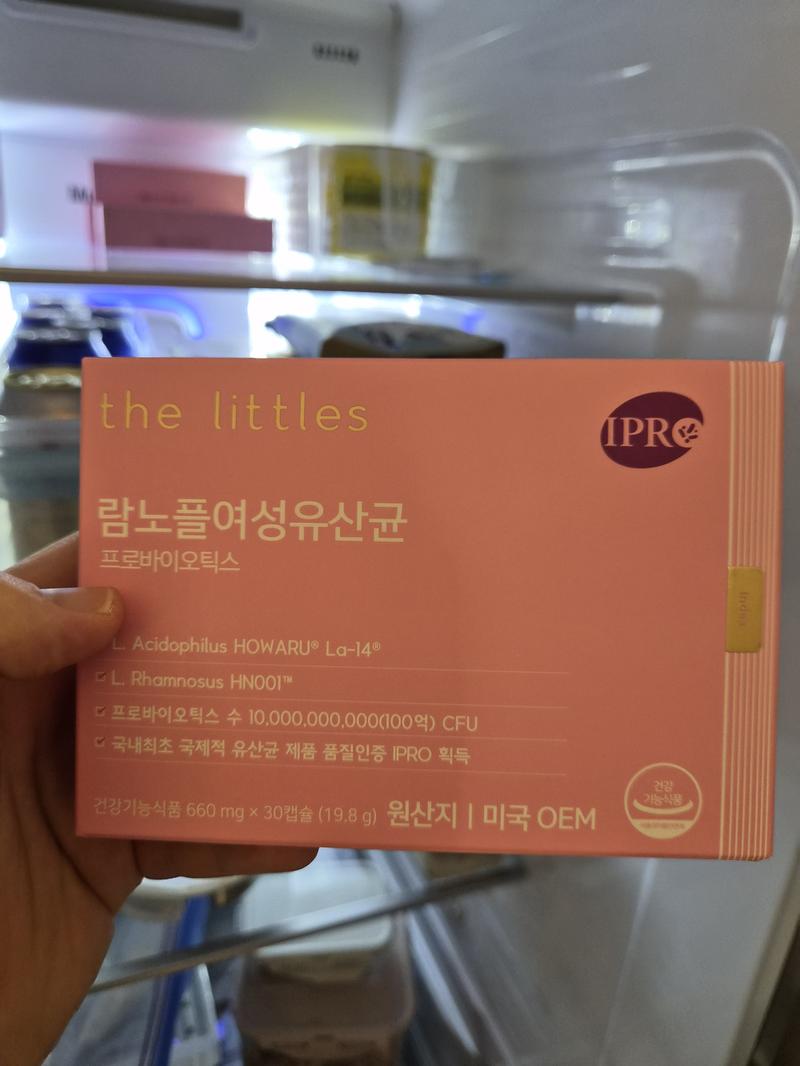 the littles
IPRO
람노플여성유산균
프로바이오틱스
L. Acidophilus HOWARU® La-14®
L. Rhamnosus HN001™
프로바이오틱스 수 10,000,000,000(100억) CFU
국내최초 국제적 유산균 제품 품질인증 IPRO 획득
건강기능식품 660 mg × 30캡슐 (19.8 g) 원산지 | 미국 OEM
건강
기능식품
Index